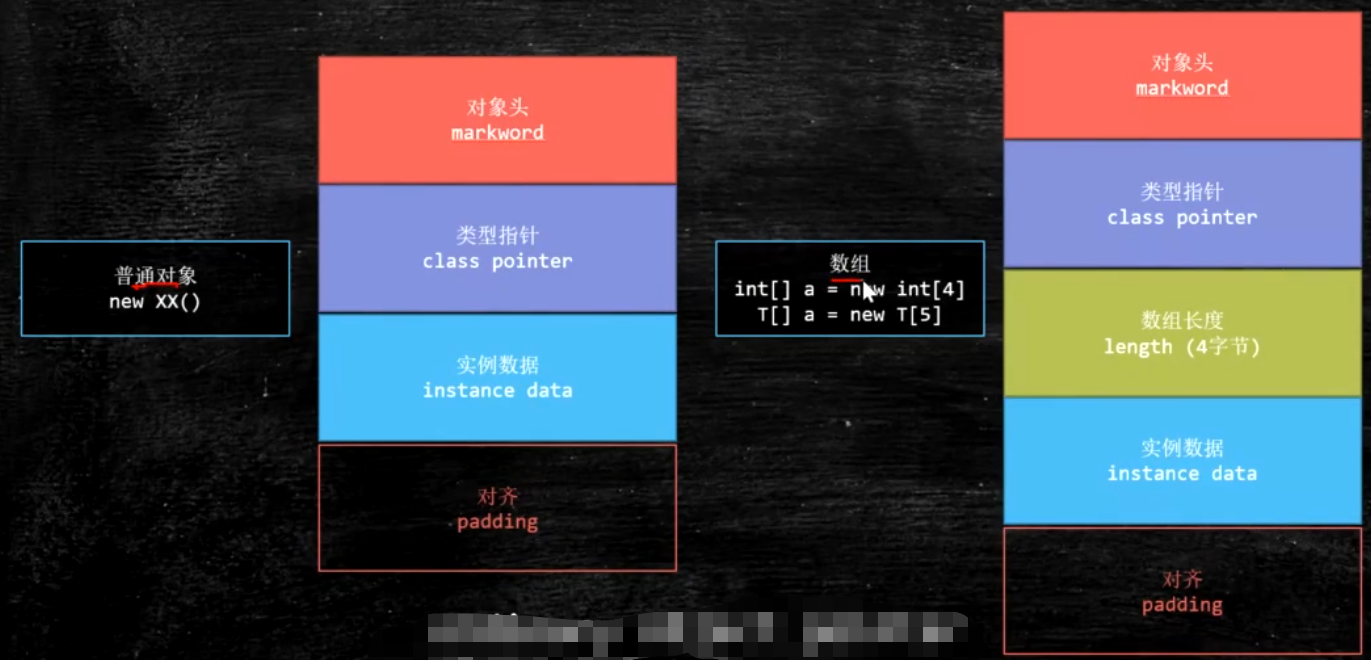 普通对象
new XX()
对象头
markword
类型指针
class pointer
实例数据
instance data
对齐
padding
数组
int[] a = new int[4]
T[] a = new T[5]
对象头
markword
类型指针
class pointer
数组长度
length (4字节)
实例数据
instance data
对齐
padding